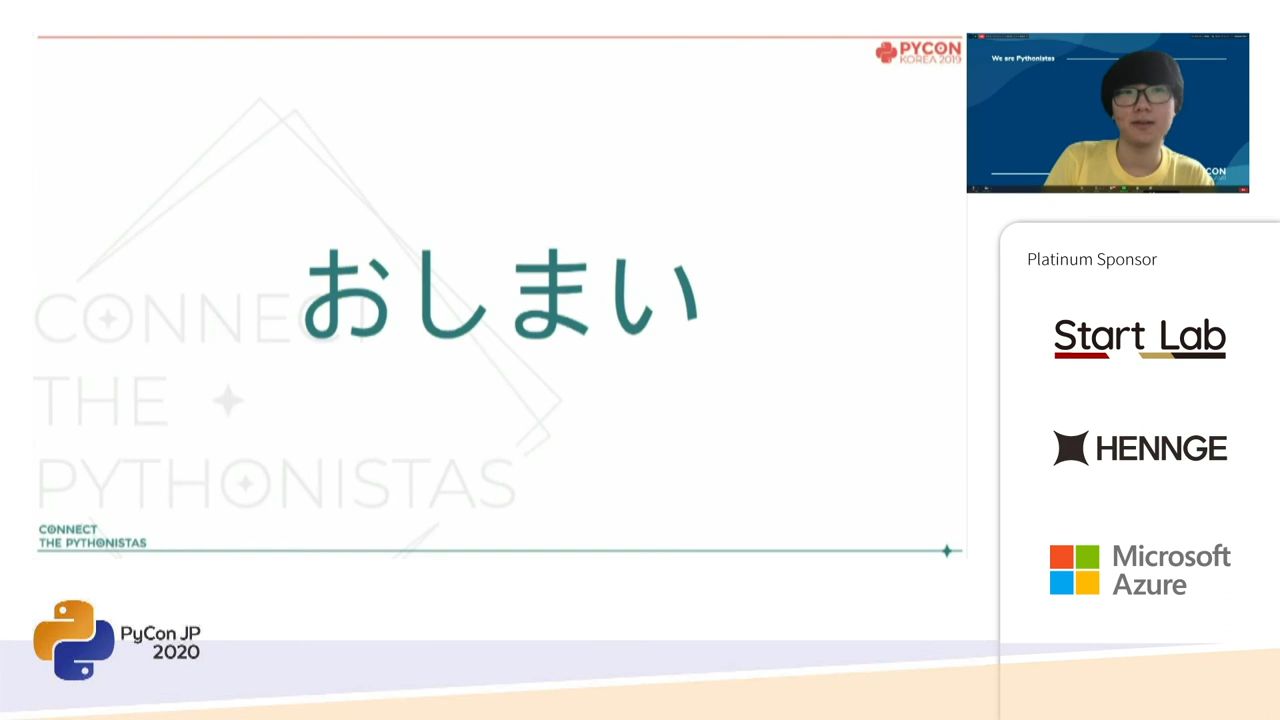 PYCON
KOREA 2019
We are Pythonistas
CON
おしまい
CONNECT
THE
PYTHONISTAS
CONNECT
THE PYTHONISTAS
Platinum Sponsor
Start Lab
HENNGE
Microsoft
Azure
PyCon JP
2020